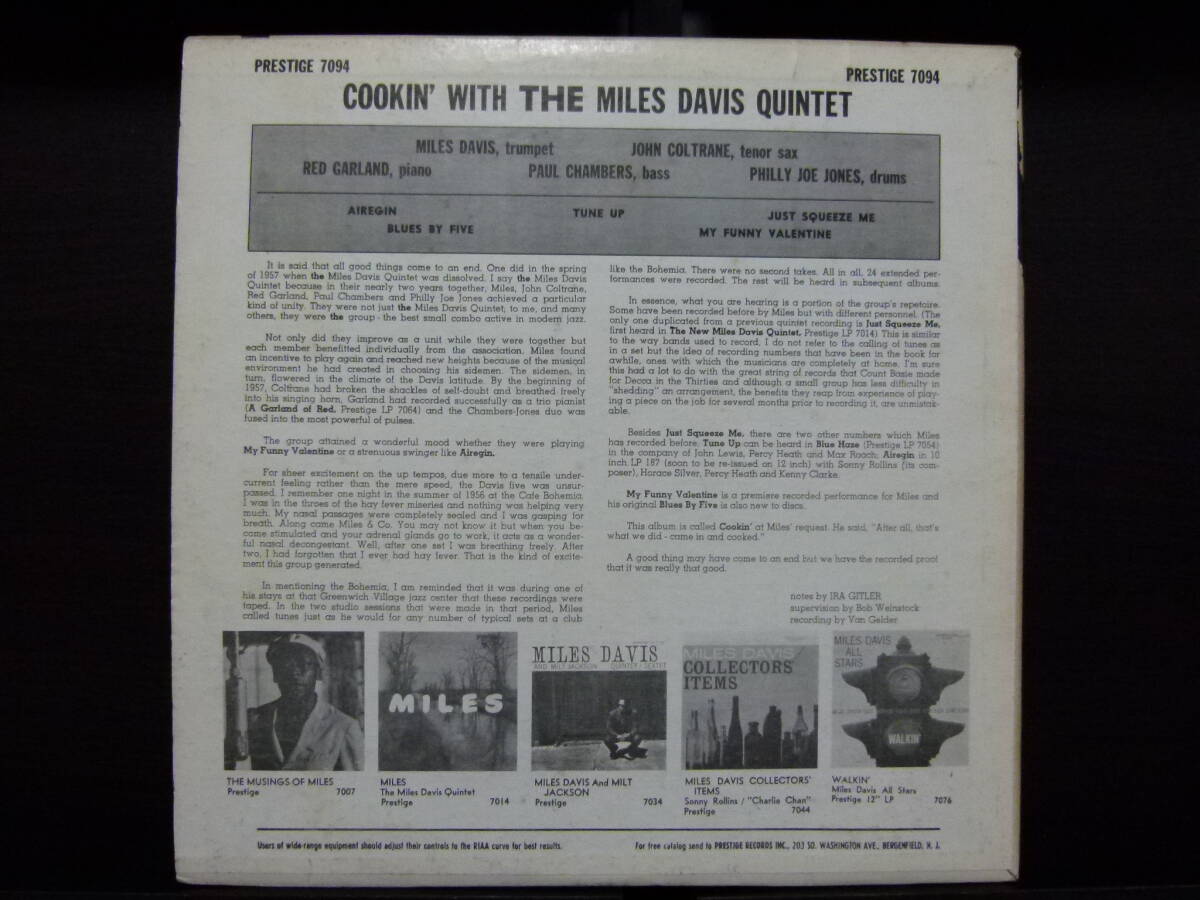 PRESTIGE 7094
PRESTIGE 7094
COOKIN' WITH THE MILES DAVIS QUINTET
MILES DAVIS, trumpet JOHN COLTRANE, tenor sax
RED GARLAND, piano PAUL CHAMBERS, bass PHILLY JOE JONES, drums
AIREGIN TUNE UP JUST SQUEEZE ME
BLUES BY FIVE MY FUNNY VALENTINE
It is said that all good things come to an end. One did in the spring
of 1957 when the Miles Davis Quintet was dissolved. I say the Miles Davis
Quintet because in their nearly two years together, Miles, John Coltrane,
Red Garland, Paul Chambers and Philly Joe Jones achieved a particular
kind of unity. They were not just the Miles Davis Quintet, to me, and many
others, they were the group - the best small combo active in modern jazz.
Not only did they improve as a unit while they were together but
each member benefitted individually from the association. Miles found
an incentive to play again and reached new heights because of the musical
environment he had created in choosing his sidemen. The sidemen, in
turn, flowered in the climate of the Davis latitude. By the beginning of
1957, Coltrane had broken the shackles of self-doubt and breathed freely
into his singing horn, Garland had recorded successfully as a trio pianist
(A Garland of Red, Prestige LP 7064) and the Chambers-Jones duo was
fused into the most powerful of pulses.
The group attained a wonderful mood whether they were playing
My Funny Valentine or a strenuous swinger like Airegin.
For sheer excitement on the up tempos, due more to a tensile under-
current feeling rather than the mere speed, the Davis five was unsur-
passed. I remember one night in the summer of 1956 at the Cafe Bohemia.
I was in the throes of the hay fever miseries and nothing was helping very
much. My nasal passages were completely sealed and I was gasping for
breath. Along came Miles & Co. You may not know it but when you be-
come stimulated and your adrenal glands go to work, it acts as a wonder-
ful nasal decongestant. Well, after one set I was breathing freely. After
two, I had forgotten that I ever had hay fever. That is the kind of excite-
ment this group generated.
In mentioning the Bohemia, I am reminded that it was during one of
his stays at that Greenwich Village jazz center that these recordings were
taped. In the two studio sessions that were made in that period, Miles
called tunes just as he would for any number of typical sets at a club
like the Bohemia. There were no second takes. All in all, 24 extended per-
formances were recorded. The rest will be heard in subsequent albums.
In essence, what you are hearing is a portion of the group's repetoire.
Some have been recorded before by Miles but with different personnel. (The
only one duplicated from a previous quintet recording is Just Squeeze Me,
first heard in The New Miles Davis Quintet, Prestige LP 7014) This is similar
to the way bands used to record, I do not refer to the calling of tunes as
in a set but the idea of recording numbers that have been in the book for
awhile, ones with which the musicians are completely at home. I'm sure
this had a lot to do with the great string of records that Count Basie made
for Decca in the Thirties and although a small group has less difficulty in
"shedding" an arrangement, the benefits they reap from experience of play-
ing a piece on the job for several months prior to recording it, are unmistak-
able.
Besides Just Squeeze Me, there are two other numbers which Miles
has recorded before. Tune Up can be heard in Blue Haze (Prestige LP 7054)
in the company of John Lewis, Percy Heath and Max Roach; Airegin in 10
inch LP 187 (soon to be re-issued on 12 inch) with Sonny Rollins (its com-
poser), Horace Silver, Percy Heath and Kenny Clarke.
My Funny Valentine is a premiere recorded performance for Miles and
his original Blues By Five is also new to discs.
This album is called Cookin' at Miles' request. He said, "After all, that's
what we did - came in and cooked."
A good thing may have come to an end but we have the recorded proof
that it was really that good.
notes by IRA GITLER
supervision by Bob Weinstock
recording by Van Gelder
MILES
MILES DAVIS
AND MILT JACKSON QUINTET/SEXTET
MILES DAVIS
COLLECTORS'
ITEMS
MILES DAVIS
ALL
STARS
WALKIN'
THE MUSINGS OF MILES
Prestige 7007
MILES
The Miles Davis Quintet
Prestige 7014
MILES DAVIS And MILT
JACKSON
Prestige 7034
MILES DAVIS COLLECTORS'
ITEMS
Sonny Rollins / "Charlie Chan"
Prestige 7044
WALKIN'
Miles Davis All Stars
Prestige 12" LP 7076
Users of wide-range equipment should adjust their controls to the RIAA curve for best results.
For free catalog send to PRESTIGE RECORDS INC., 203 SO. WASHINGTON AVE., BERGENFIELD, N. J.